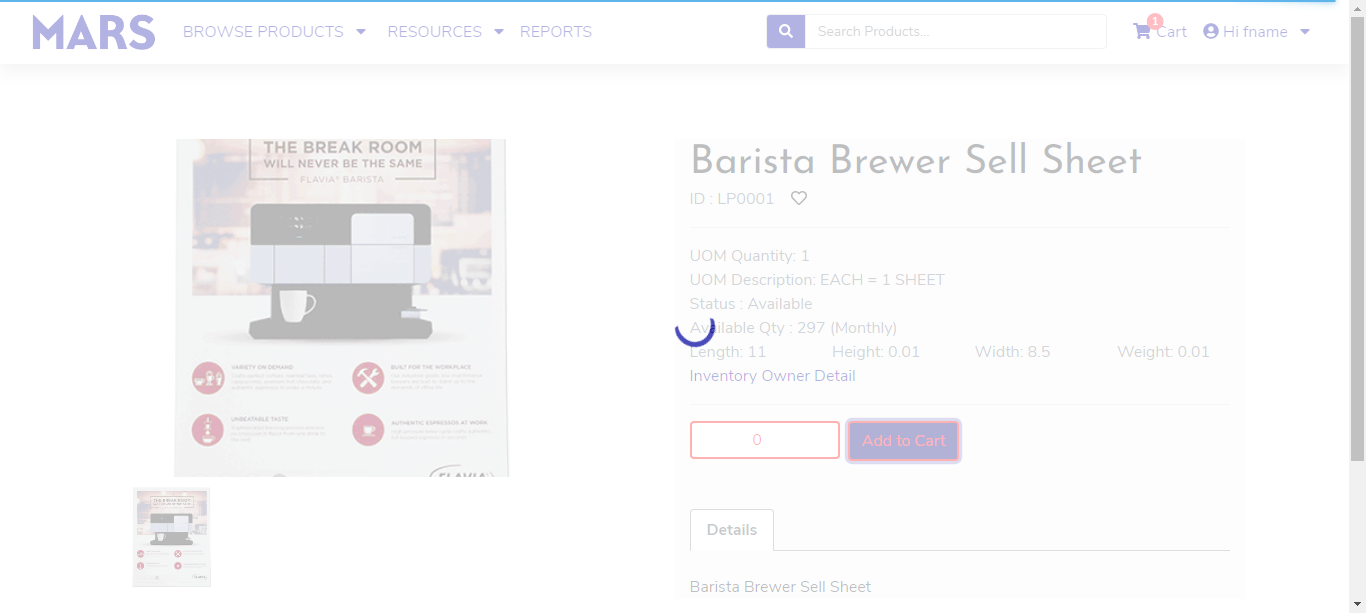 MARS
BROWSE PRODUCTS
RESOURCES
REPORTS
Search Products...
1
Cart
Hi fname
THE BREAK ROOM
WILL NEVER BE THE SAME
FLAVIA® BARISTA
VARIETY ON DEMAND
BUILT FOR THE WORKPLACE
UNBEATABLE TASTE
AUTHENTIC ESPRESSOS AT WORK
FLAVIA
Barista Brewer Sell Sheet
ID : LP0001
UOM Quantity: 1
UOM Description: EACH = 1 SHEET
Status : Available
Available Qty : 297 (Monthly)
Length: 11 Height: 0.01 Width: 8.5 Weight: 0.01
Inventory Owner Detail
0
Add to Cart
Details
Barista Brewer Sell Sheet